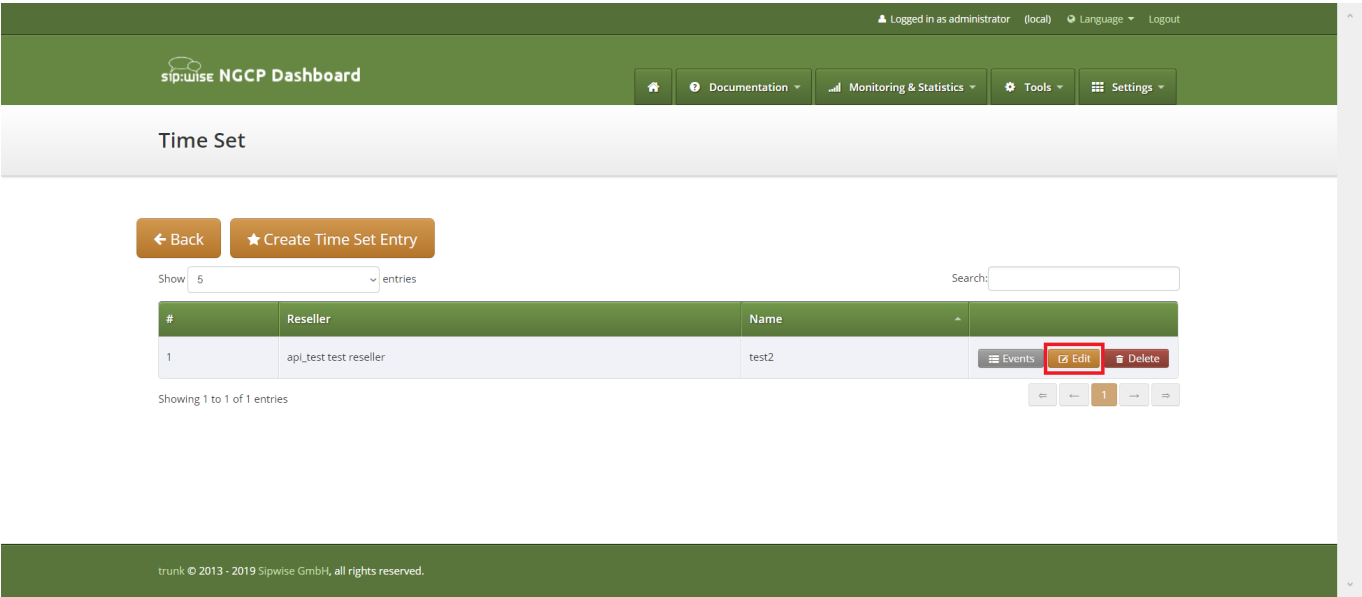 Logged in as administrator (local) Language Logout
sip:wise NGCP Dashboard
Documentation Monitoring & Statistics Tools Settings
Time Set
Back Create Time Set Entry
Show 5 entries Search:
# Reseller Name
1 api_test test reseller test2 Events Edit Delete
Showing 1 to 1 of 1 entries ⇐ ← 1 → ⇒
trunk © 2013 - 2019 Sipwise GmbH, all rights reserved.